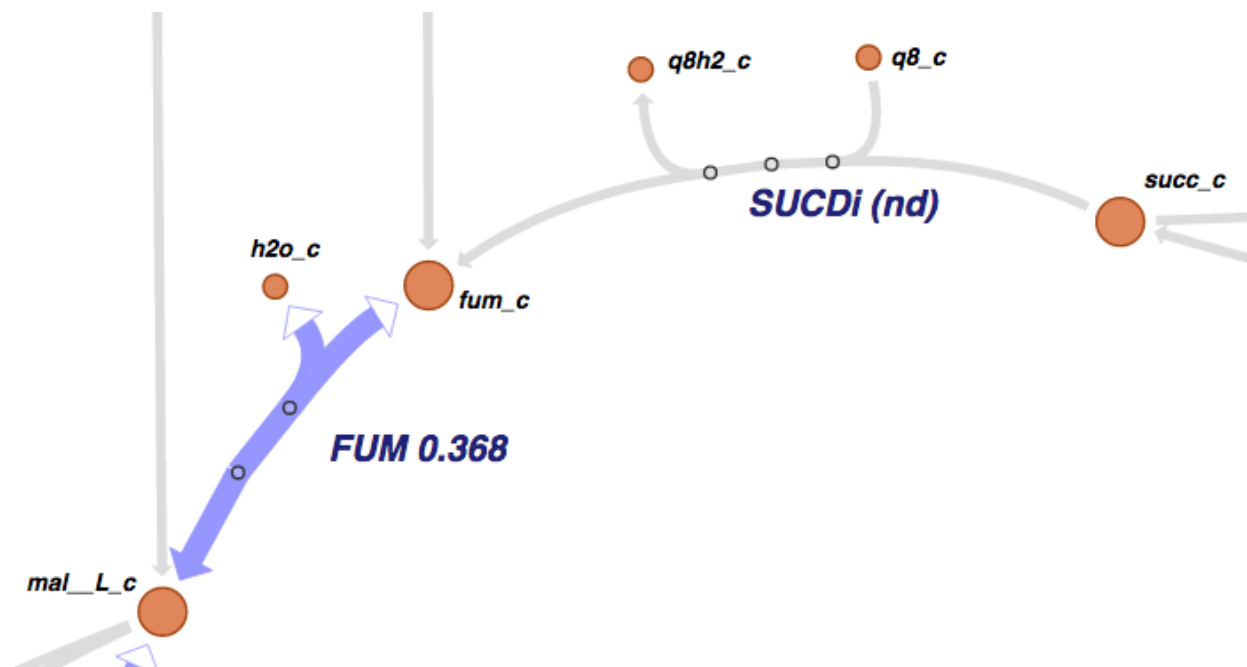 q8h2_c
q8_c
succ_c
SUCDi (nd)
h2o_c
fum_c
FUM 0.368
mal__L_c